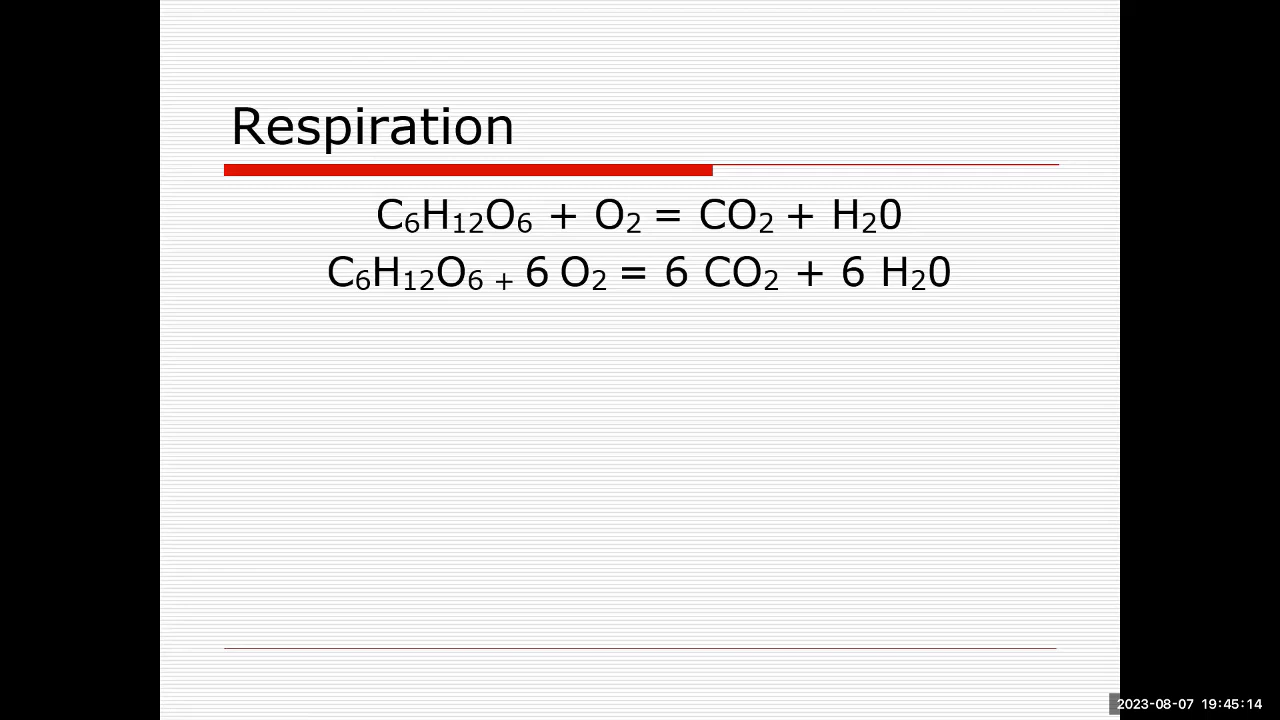 Respiration
C₆H₁₂O₆ + O₂ = CO₂ + H₂0
C₆H₁₂O₆ + 6 O₂ = 6 CO₂ + 6 H₂0
2023-08-07 19:45:14